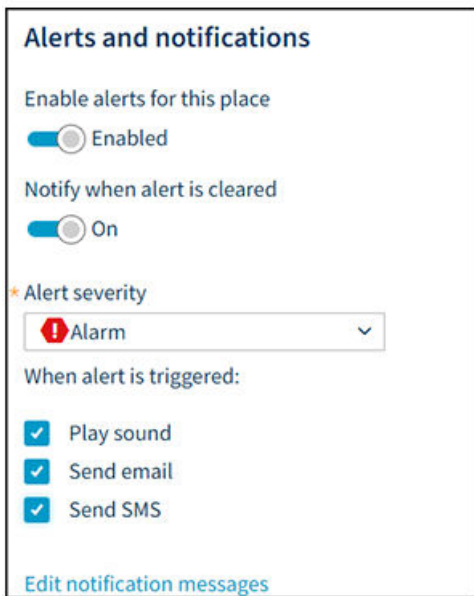 Alerts and notifications
Enable alerts for this place
Enabled
Notify when alert is cleared
On
* Alert severity
! Alarm
When alert is triggered:
Play sound
Send email
Send SMS
Edit notification messages